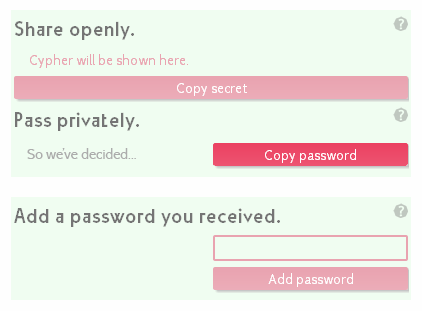 Share openly.
?
Cypher will be shown here.
Copy secret
Pass privately.
?
So we've decided...
Copy password
Add a password you received.
?
Add password